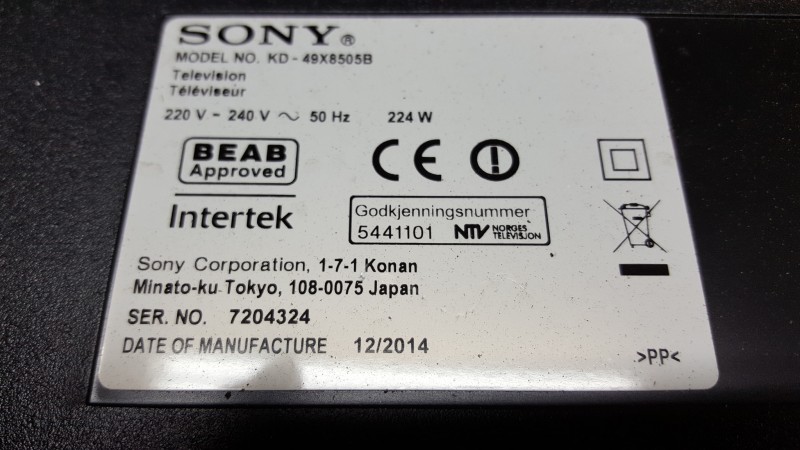 SONY®
MODEL NO. KD - 49X8505B
Television
Téléviseur
220 V - 240 V ~ 50 Hz 224 W
BEAB
Approved
CE
Intertek
Godkjenningsnummer
5441101 NTV NORGES
TELEVISJON
Sony Corporation, 1-7-1 Konan
Minato-ku Tokyo, 108-0075 Japan
SER. NO. 7204324
DATE OF MANUFACTURE 12/2014
>PP<